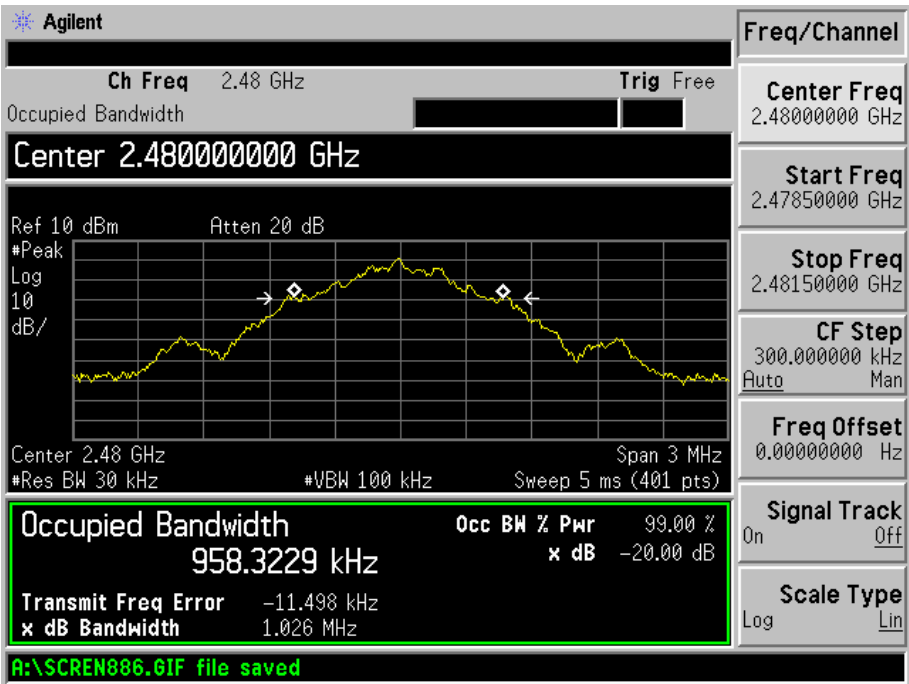 Agilent
Freq/Channel
Ch Freq 2.48 GHz Trig Free
Occupied Bandwidth
Center 2.480000000 GHz
Ref 10 dBm Atten 20 dB
#Peak
Log
10
dB/
Center 2.48 GHz Span 3 MHz
#Res BW 30 kHz #VBW 100 kHz Sweep 5 ms (401 pts)
Occupied Bandwidth
958.3229 kHz
Occ BW % Pwr 99.00 %
x dB -20.00 dB
Transmit Freq Error -11.498 kHz
x dB Bandwidth 1.026 MHz
A:\SCREN886.GIF file saved
Center Freq
2.48000000 GHz
Start Freq
2.47850000 GHz
Stop Freq
2.48150000 GHz
CF Step
300.000000 kHz
Auto Man
Freq Offset
0.00000000 Hz
Signal Track
On Off
Scale Type
Log Lin